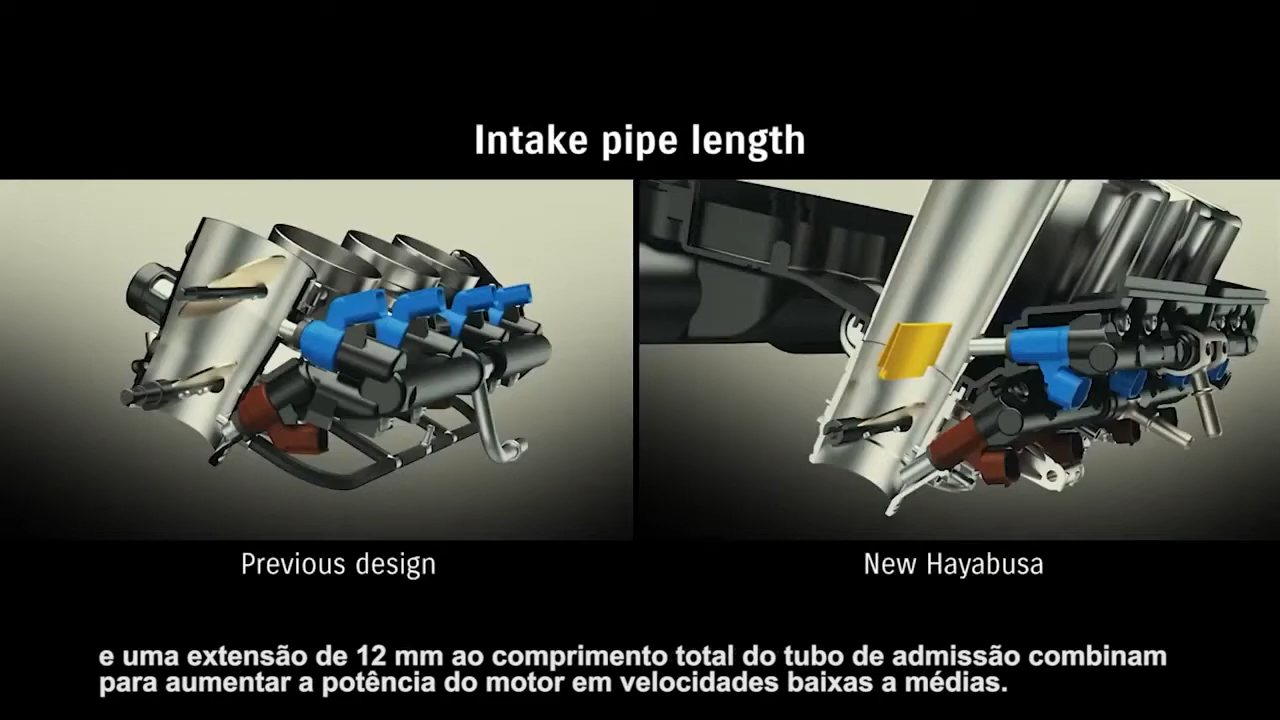 Intake pipe length
Previous design
New Hayabusa
e uma extensão de 12 mm ao comprimento total do tubo de admissão combinam
para aumentar a potência do motor em velocidades baixas a médias.